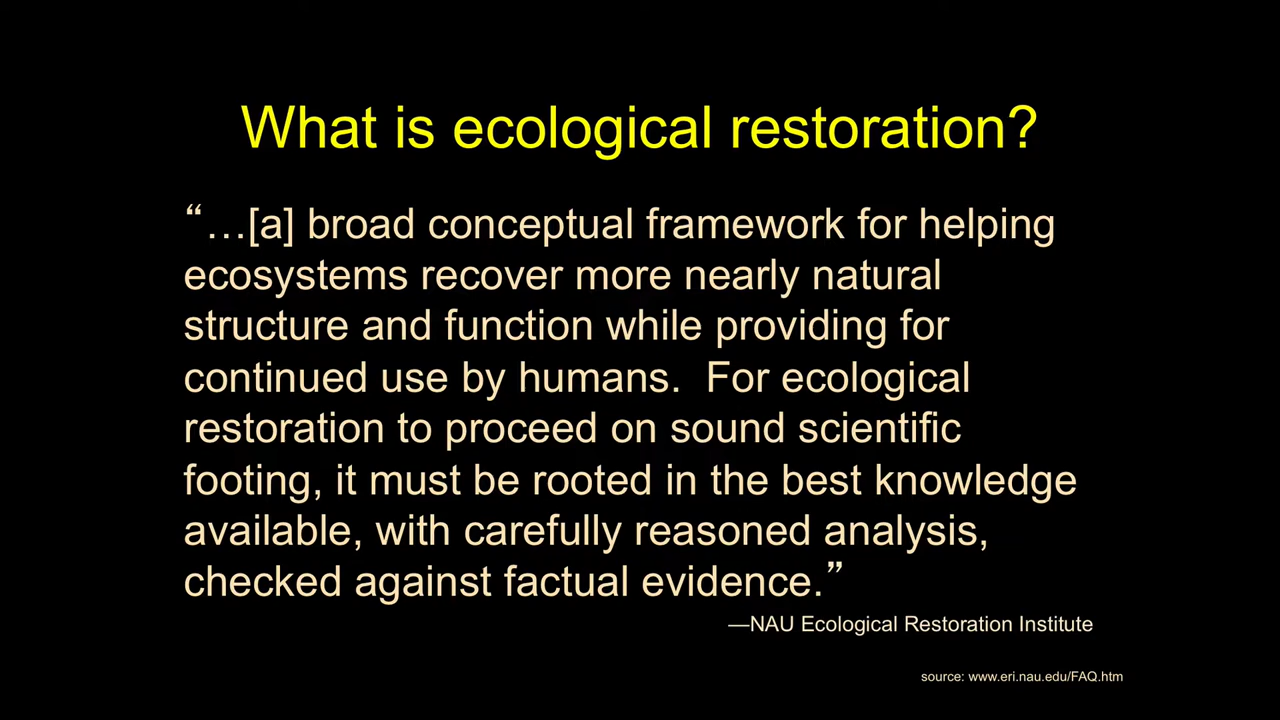 What is ecological restoration?
“…[a] broad conceptual framework for helping
ecosystems recover more nearly natural
structure and function while providing for
continued use by humans.  For ecological
restoration to proceed on sound scientific
footing, it must be rooted in the best knowledge
available, with carefully reasoned analysis,
checked against factual evidence.”
—NAU Ecological Restoration Institute
source: www.eri.nau.edu/FAQ.htm